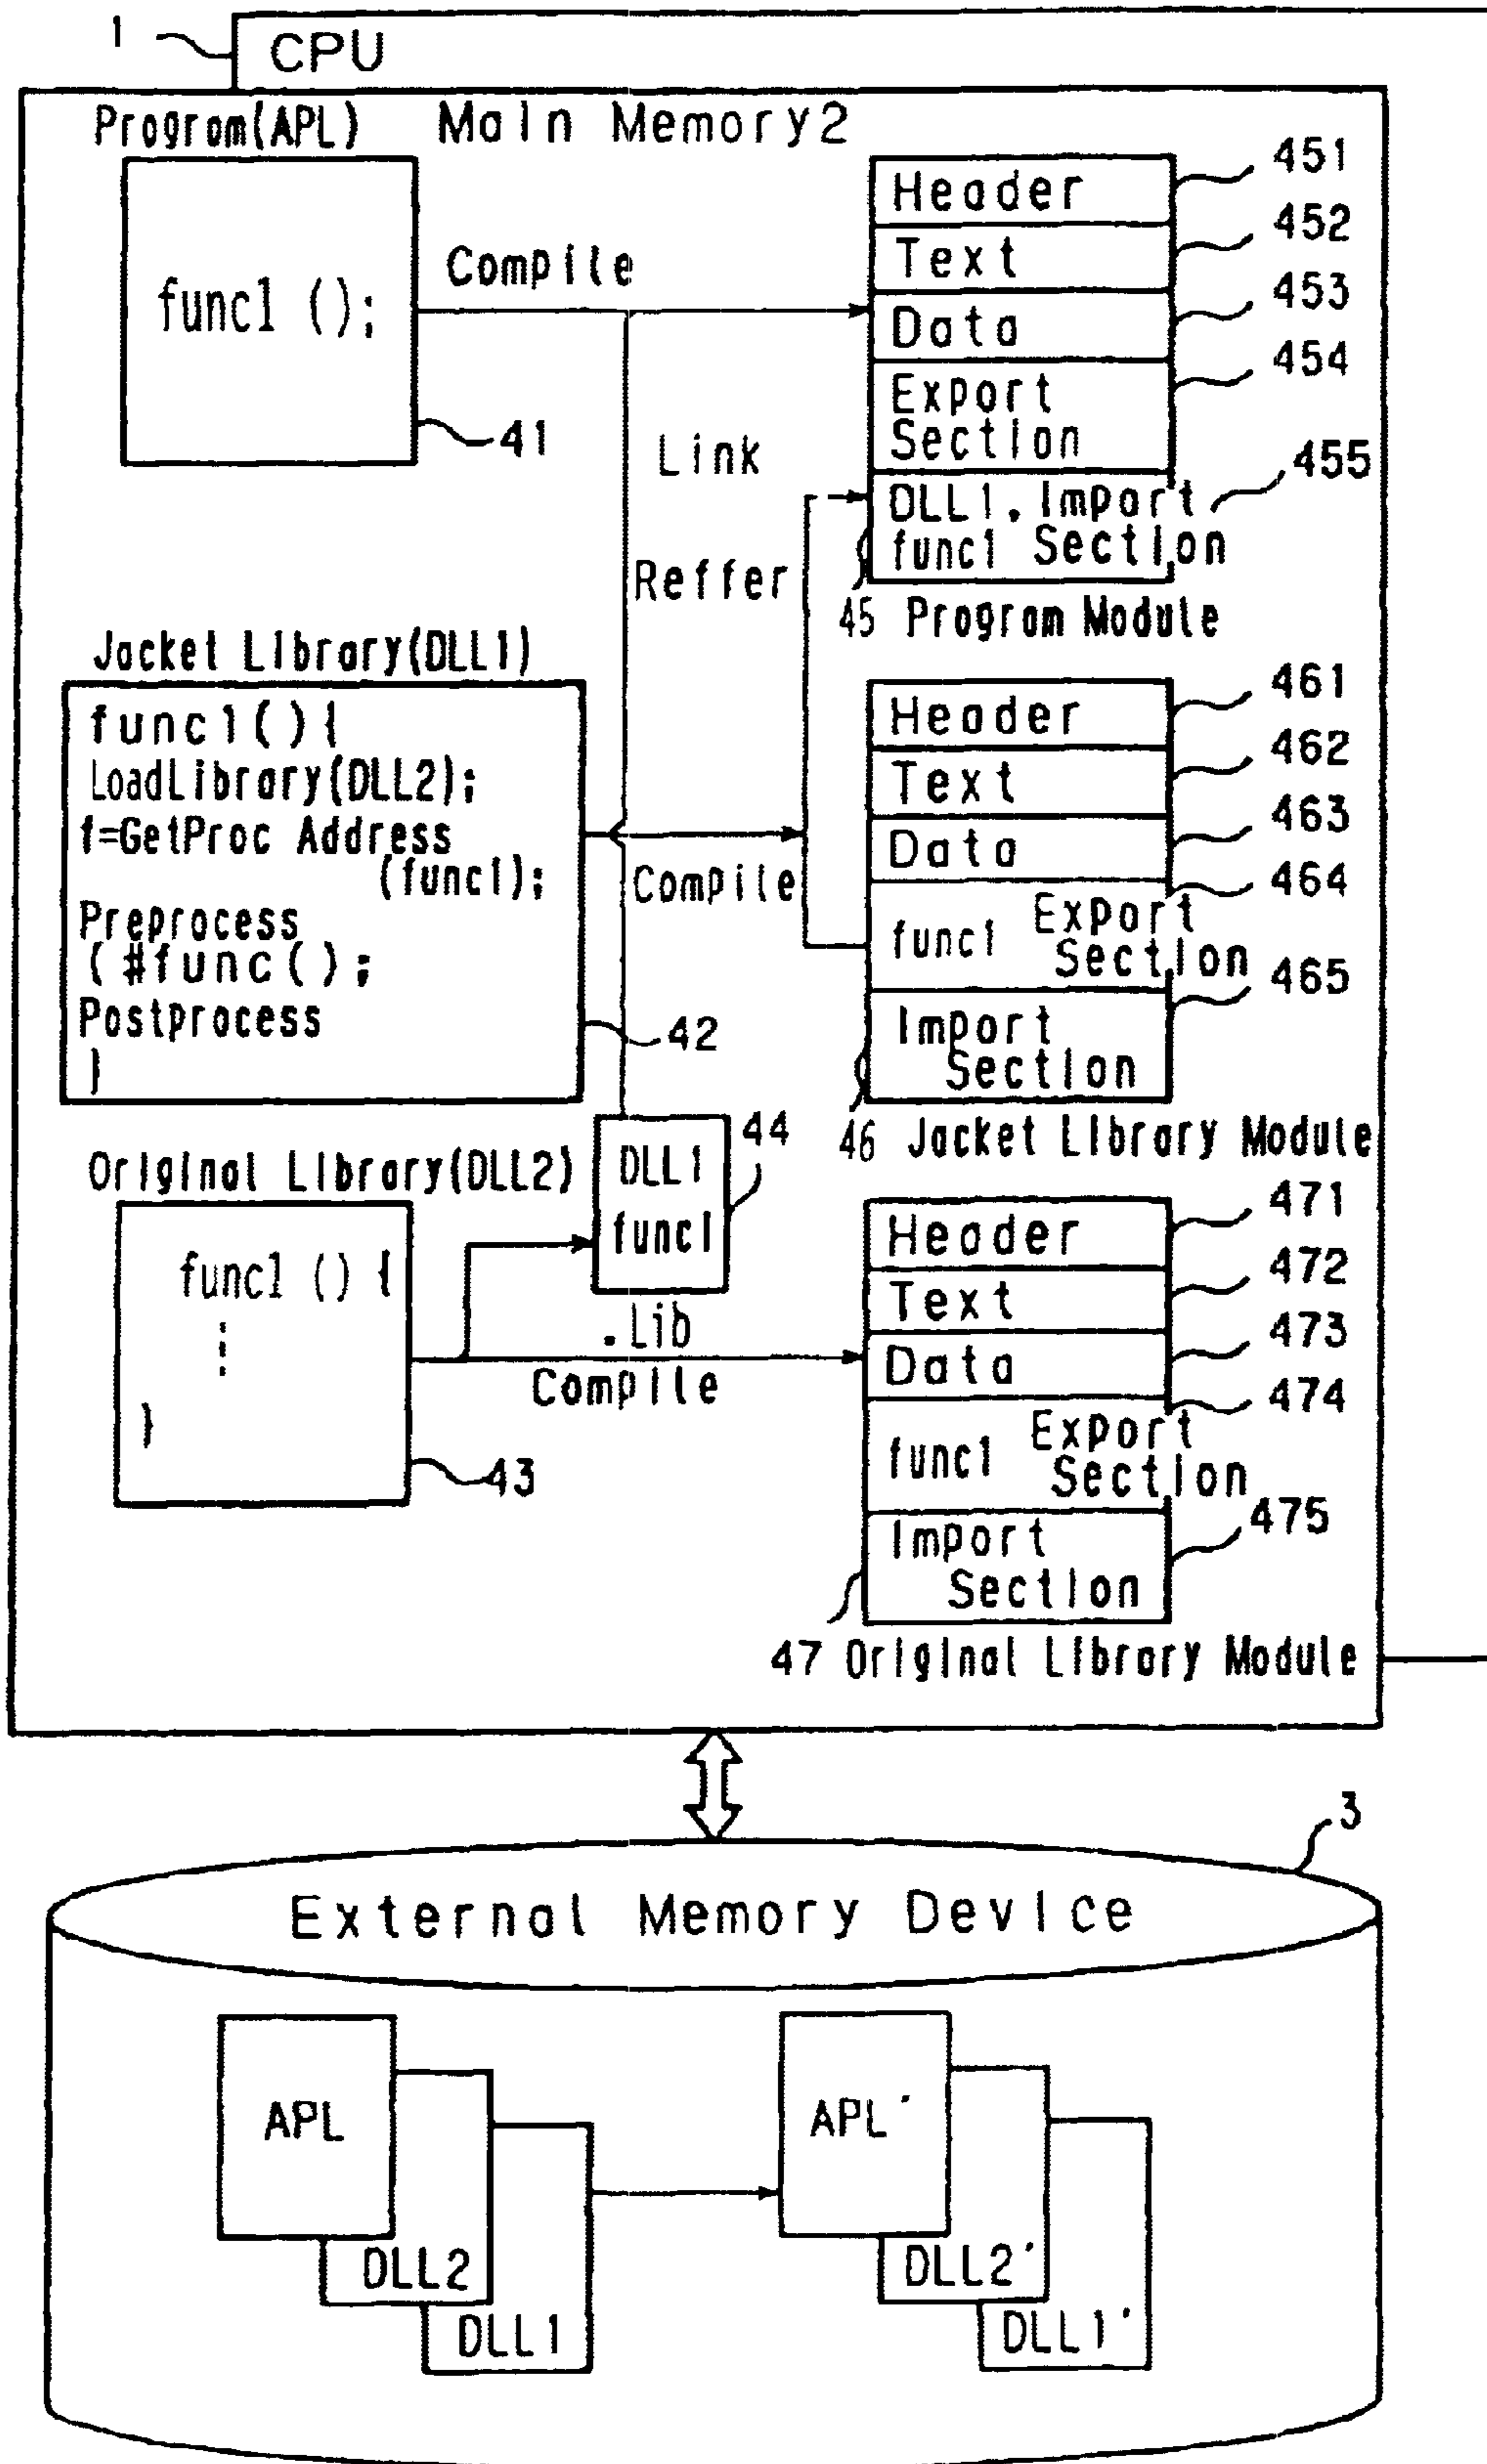 1
CPU
Program(APL)
Main Memory2
func1 ();
41
Compile
Link
Reffer
Header
451
Text
452
Data
453
Export
Section
454
DLL1. Import
func1 Section
455
45 Program Module
Jacket Library(DLL1)
func1(){
LoadLibrary(DLL2);
f=GetProc Address
(func1);
Preprocess
(#func();
Postprocess
}
42
Compile
Header
461
Text
462
Data
463
func1 Export
Section
464
Import
Section
465
46 Jacket Library Module
Original Library(DLL2)
func1 () {
}
43
DLL1
func1
44
.Lib
Compile
Header
471
Text
472
Data
473
func1 Export
Section
474
Import
Section
475
47 Original Library Module
3
External Memory Device
APL
DLL2
DLL1
APL'
DLL2'
DLL1'